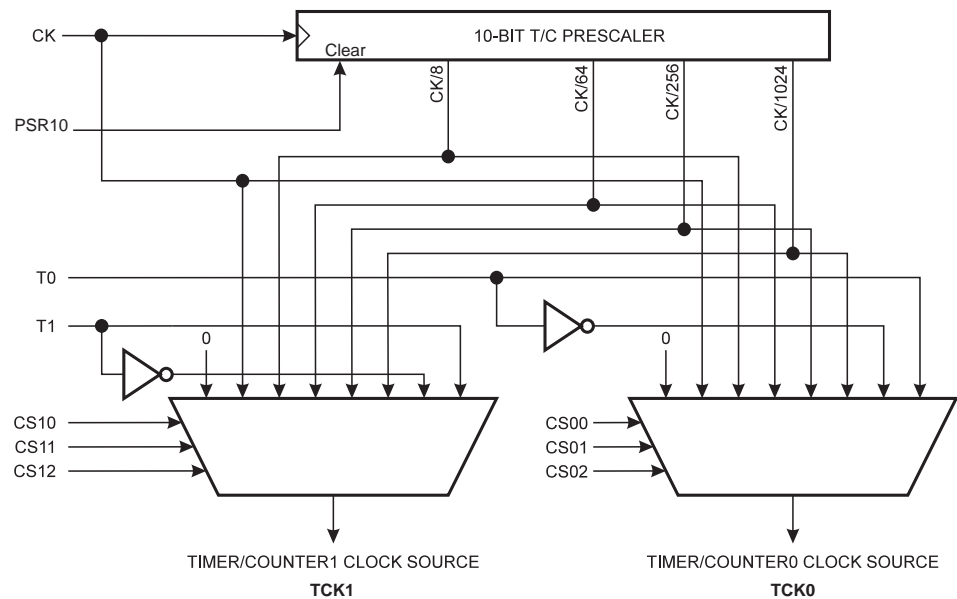 CK
10-BIT T/C PRESCALER
Clear
CK/8
CK/64
CK/256
CK/1024
PSR10
T0
T1
0
0
CS10
CS11
CS12
CS00
CS01
CS02
TIMER/COUNTER1 CLOCK SOURCE
TCK1
TIMER/COUNTER0 CLOCK SOURCE
TCK0